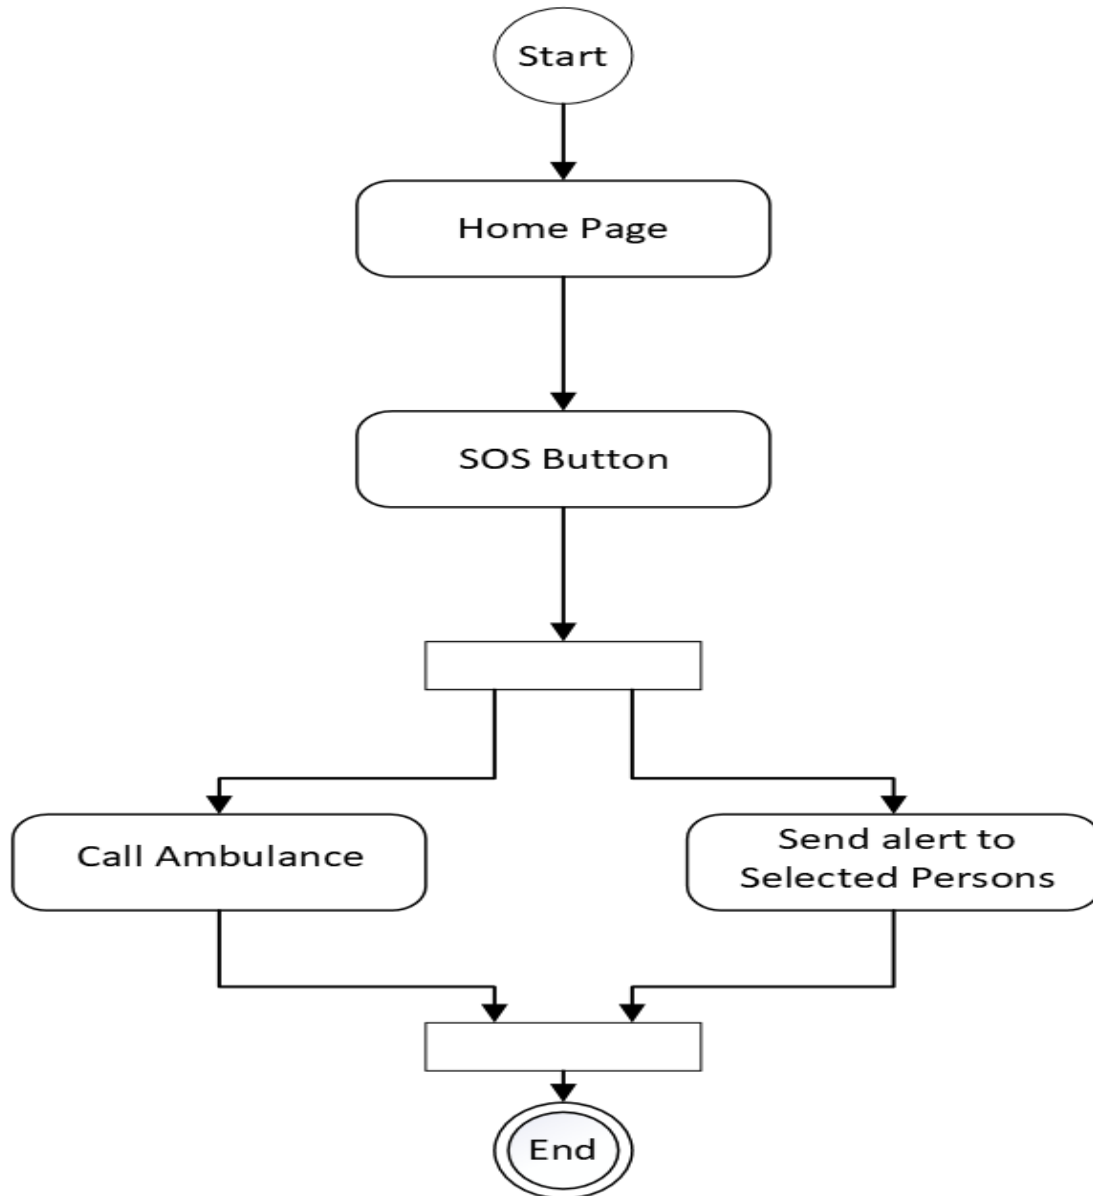 Start
Home Page
SOS Button
Call Ambulance
Send alert to
Selected Persons
End